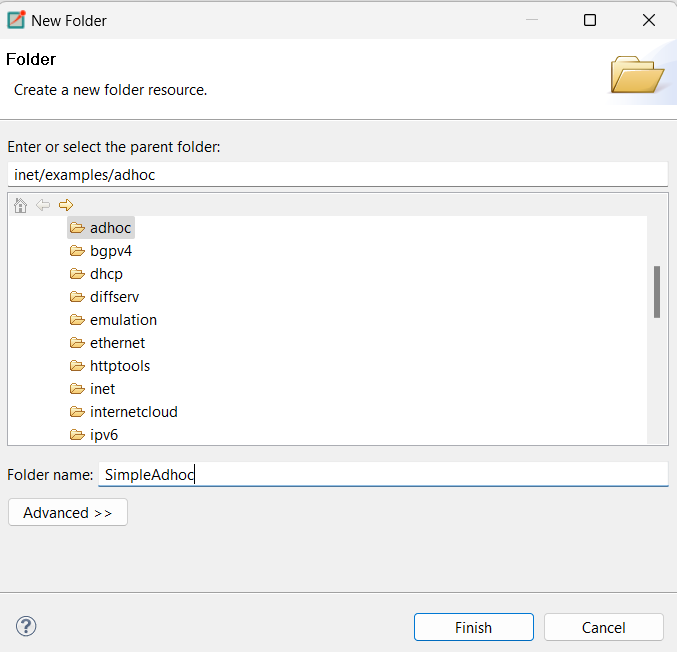 New Folder
Folder
Create a new folder resource.
Enter or select the parent folder:
inet/examples/adhoc
adhoc
bgpv4
dhcp
diffserv
emulation
ethernet
httptools
inet
internetcloud
ipv6
Folder name: SimpleAdhoc
Advanced >>
? Finish Cancel